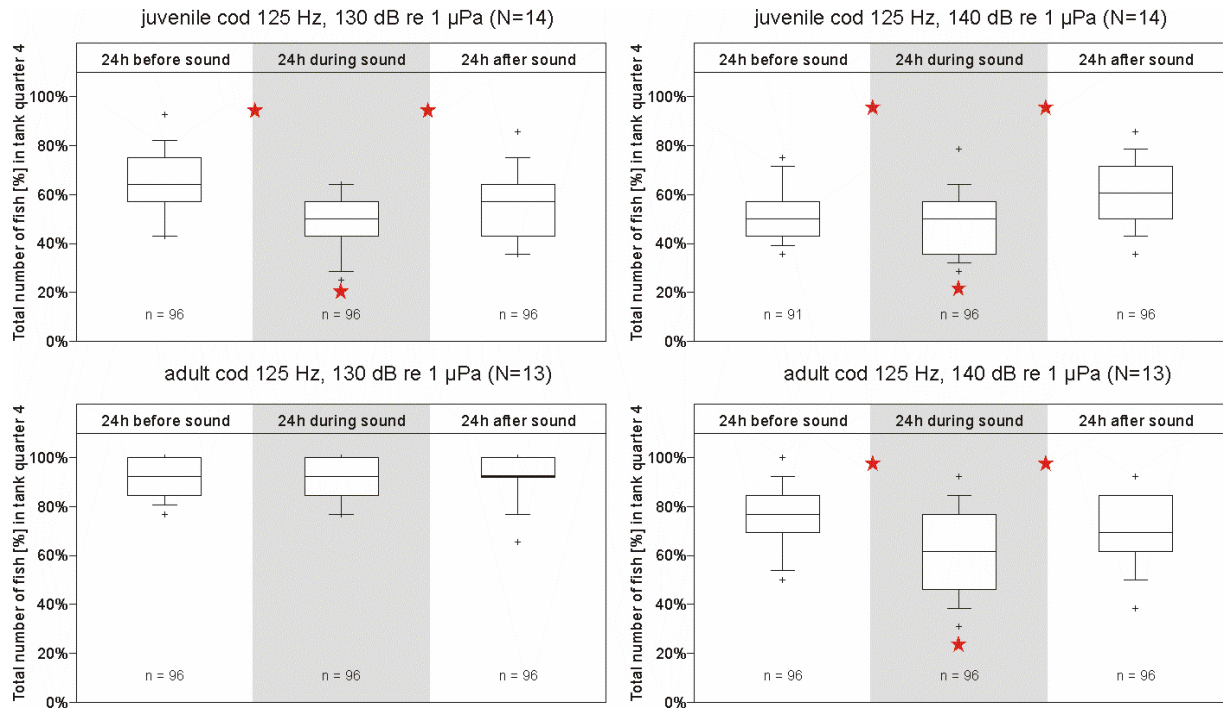 juvenile cod 125 Hz, 130 dB re 1 µPa (N=14)
24h before sound 24h during sound 24h after sound
Total number of fish [%] in tank quarter 4
100%
80%
60%
40%
20%
0%
n = 96 n = 96 n = 96
juvenile cod 125 Hz, 140 dB re 1 µPa (N=14)
24h before sound 24h during sound 24h after sound
Total number of fish [%] in tank quarter 4
100%
80%
60%
40%
20%
0%
n = 91 n = 96 n = 96
adult cod 125 Hz, 130 dB re 1 µPa (N=13)
24h before sound 24h during sound 24h after sound
Total number of fish [%] in tank quarter 4
100%
80%
60%
40%
20%
0%
n = 96 n = 96 n = 96
adult cod 125 Hz, 140 dB re 1 µPa (N=13)
24h before sound 24h during sound 24h after sound
Total number of fish [%] in tank quarter 4
100%
80%
60%
40%
20%
0%
n = 96 n = 96 n = 96